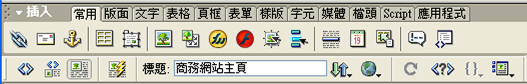 插入 常用 版面 文字 表格 頁框 表單 樣版 字元 媒體 檔頭 Script 應用程式
19
標題: 商務網站主頁